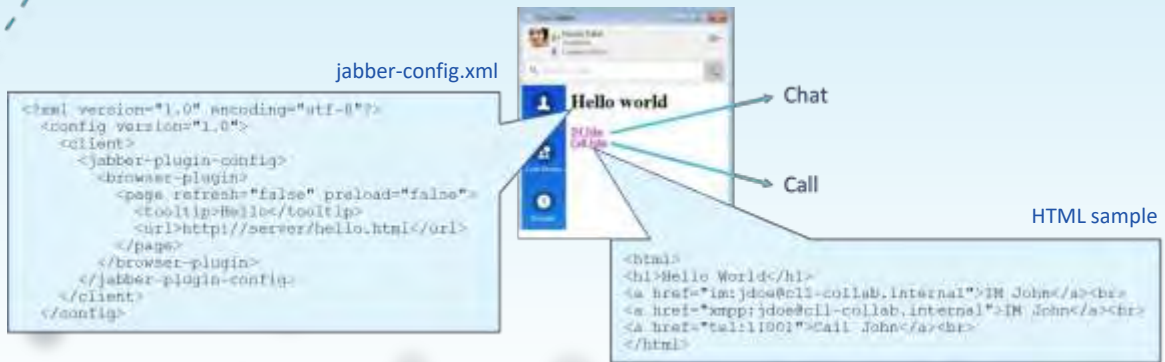 jabber-config.xml
<?xml version="1.0" encoding="utf-8"?>
<config version="1.0">
<client>
<jabber-plugin-config>
<browser-plugin>
<page refresh="false" preload="false">
<tooltip>Hello</tooltip>
<url>http://server/hello.html</url>
</page>
</browser-plugin>
</jabber-plugin-config>
</client>
</config>
Hello world
IM John
Call John
Chat
Call
HTML sample
<html>
<h1>Hello World</h1>
<a href="im:jdoe@cll-collab.internal">IM John</a><br>
<a href="xmpp:jdoe@cll-collab.internal">IM John</a><br>
<a href="tel:11001">Call John</a><br>
</html>